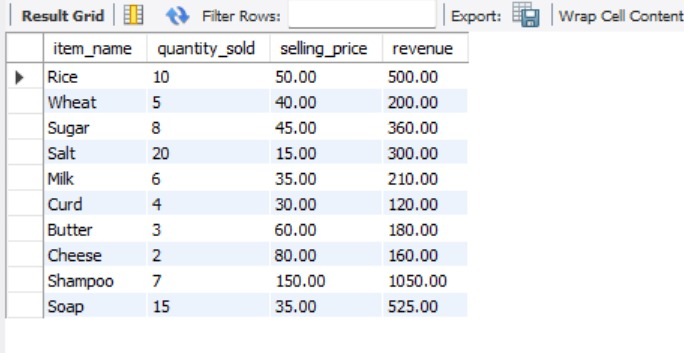 Result Grid Filter Rows: Export: Wrap Cell Content
item_name quantity_sold selling_price revenue
Rice 10 50.00 500.00
Wheat 5 40.00 200.00
Sugar 8 45.00 360.00
Salt 20 15.00 300.00
Milk 6 35.00 210.00
Curd 4 30.00 120.00
Butter 3 60.00 180.00
Cheese 2 80.00 160.00
Shampoo 7 150.00 1050.00
Soap 15 35.00 525.00